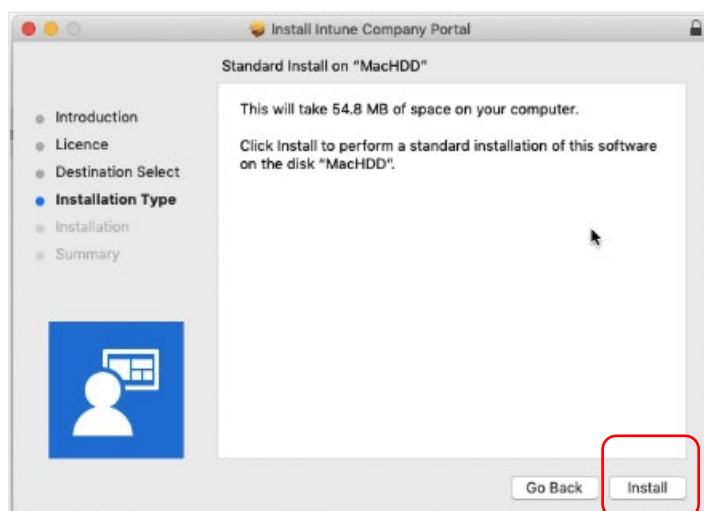 Install Intune Company Portal
Standard Install on "MacHDD"
Introduction
Licence
Destination Select
Installation Type
Installation
Summary
This will take 54.8 MB of space on your computer.
Click Install to perform a standard installation of this software
on the disk "MacHDD".
Go Back
Install